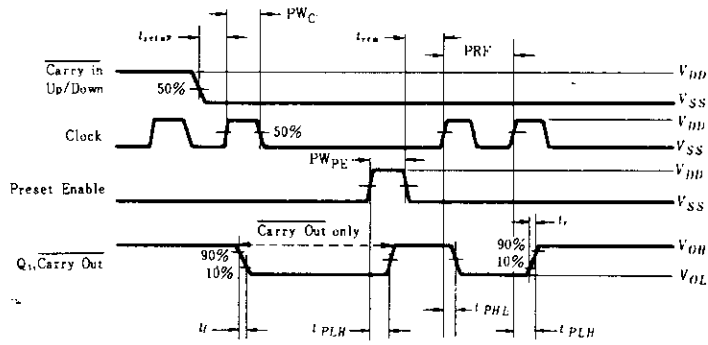 t_setup
PW_C
t_rem
PRF
Carry in
Up/Down
50%
V_DD
V_SS
Clock
50%
V_DD
V_SS
PW_PE
Preset Enable
V_DD
V_SS
Carry Out only
t_r
Q_1, Carry Out
90%
10%
90%
10%
V_OH
V_OL
t_f
t_PLH
t_PHL
t_PLH